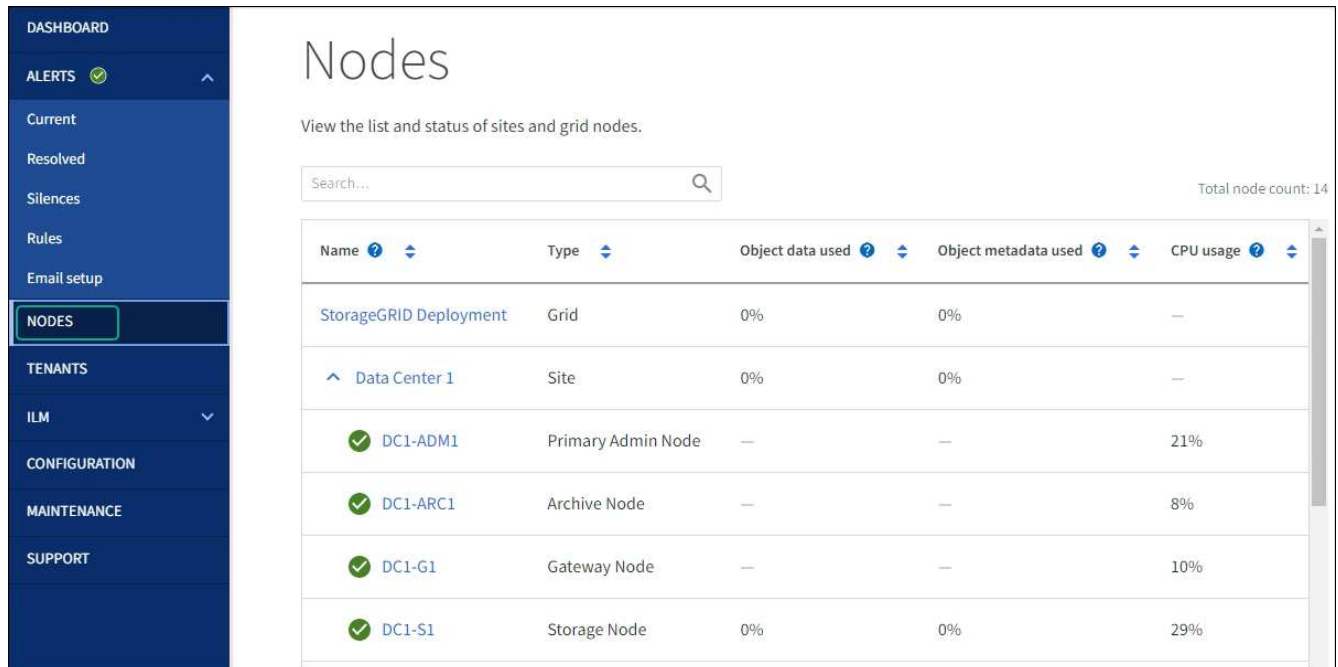 DASHBOARD
ALERTS
Current
Resolved
Silences
Rules
Email setup
NODES
TENANTS
ILM
CONFIGURATION
MAINTENANCE
SUPPORT
Nodes
View the list and status of sites and grid nodes.
Search...
Total node count: 14
Name ? Type Object data used ? Object metadata used ? CPU usage ?
StorageGRID Deployment Grid 0% 0% —
Data Center 1 Site 0% 0% —
DC1-ADM1 Primary Admin Node — — 21%
DC1-ARC1 Archive Node — — 8%
DC1-G1 Gateway Node — — 10%
DC1-S1 Storage Node 0% 0% 29%